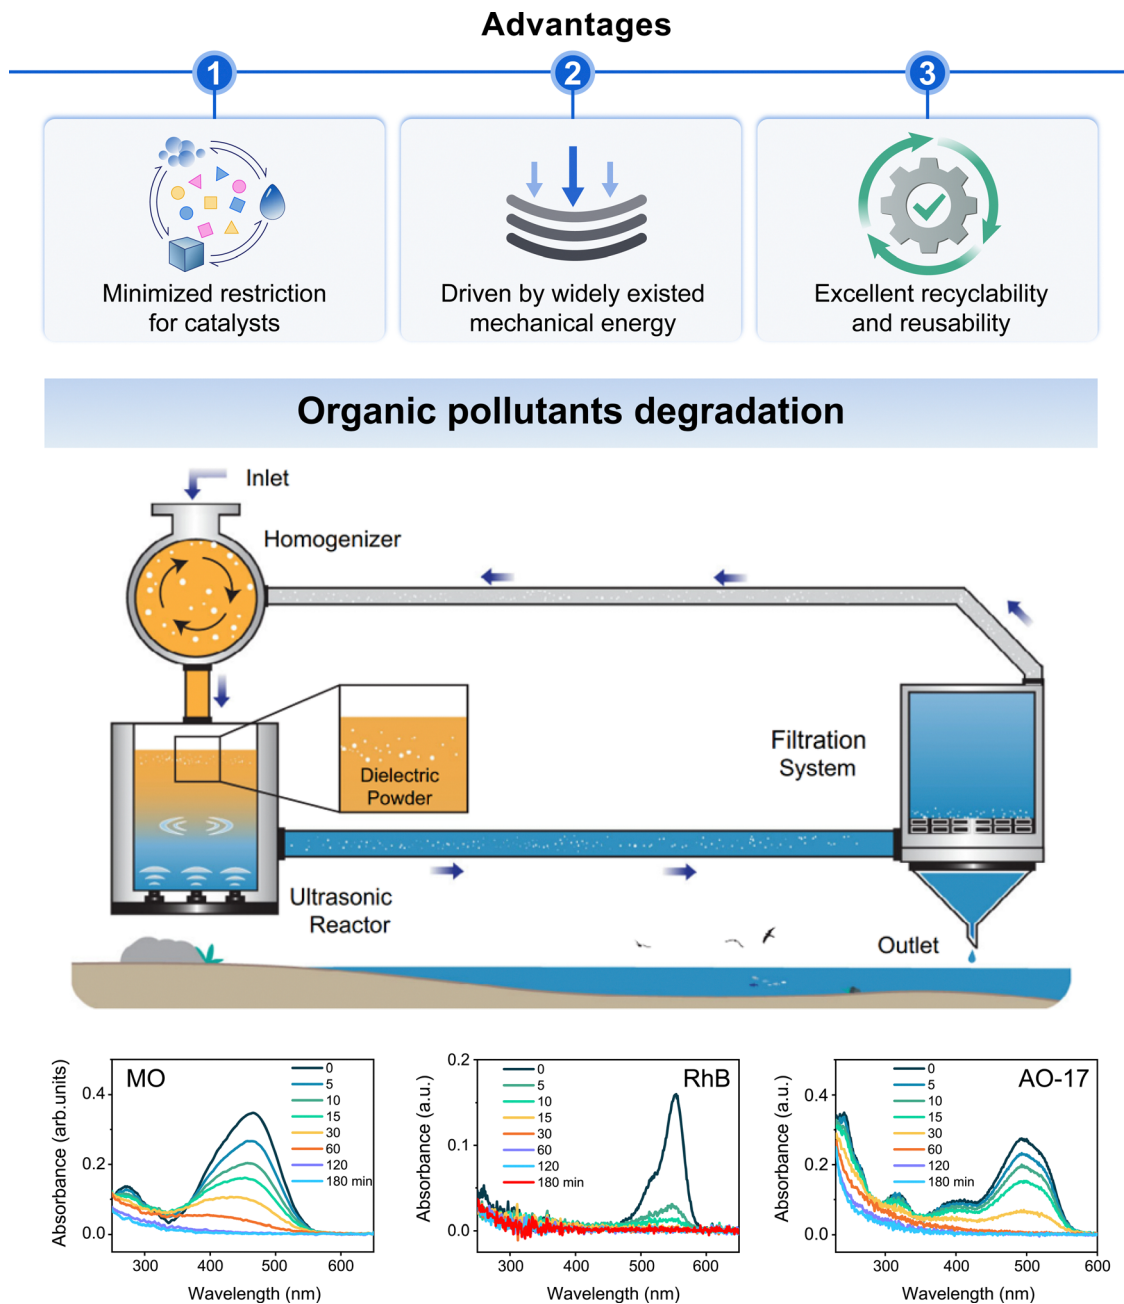 Advantages
1
2
3
Minimized restriction
for catalysts
Driven by widely existed
mechanical energy
Excellent recyclability
and reusability
Organic pollutants degradation
Inlet
Homogenizer
Dielectric
Powder
Filtration
System
Ultrasonic
Reactor
Outlet
Absorbance (arb.units)
0.4
0.2
0.0
MO
0
5
10
15
30
60
120
180 min
300 400 500 600
Wavelength (nm)
Absorbance (a.u.)
0.2
0.1
0.0
RhB
0
5
10
15
30
60
120
180 min
300 400 500 600
Wavelength (nm)
Absorbance (a.u.)
0.4
0.2
0.0
AO-17
0
5
10
15
30
60
120
180 min
300 400 500 600
Wavelength (nm)